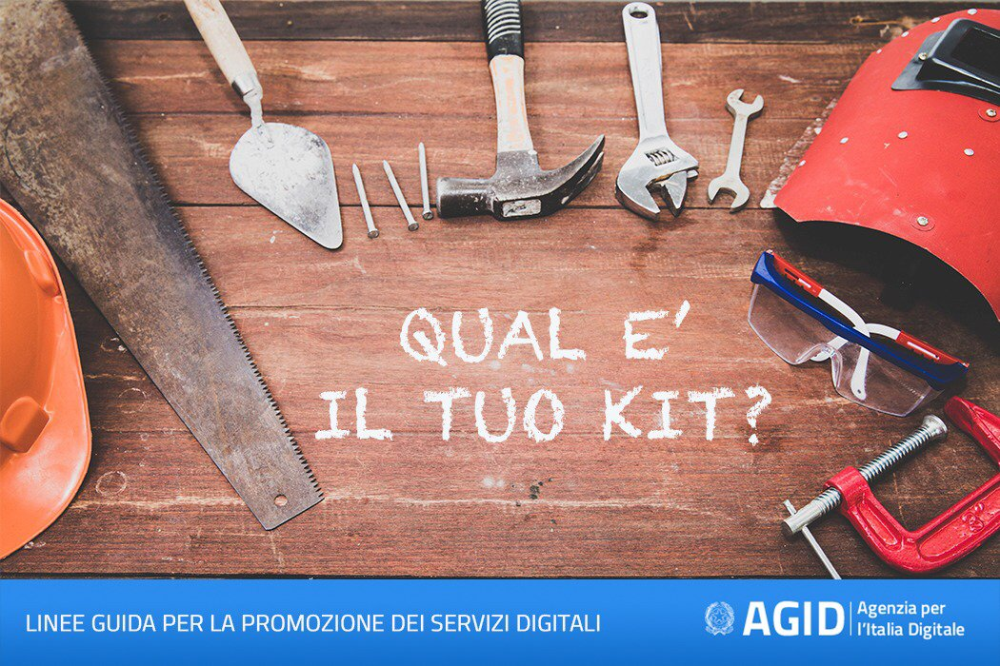 QUAL E'
IL TUO KIT?
LINEE GUIDA PER LA PROMOZIONE DEI SERVIZI DIGITALI
AGID
Agenzia per
l'Italia Digitale